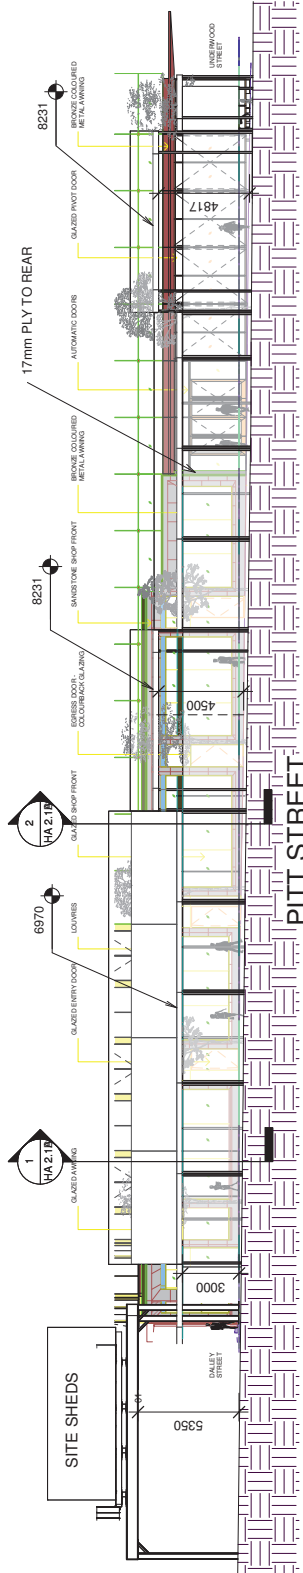 SITE SHEDS
5350
81
DALLEY
STREET
3000
1
HA 2.1
GLAZED AWNING
GLAZED ENTRY DOOR
LOUVRES
6970
2
HA 2.1
GLAZED SHOP FRONT
EGRESS DOOR -
COLOURBACK GLAZING
4500
SANDSTONE SHOP FRONT
8231
BRONZE COLOURED
METAL AWNING
17mm PLY TO REAR
AUTOMATIC DOORS
GLAZED PIVOT DOOR
4817
8231
BRONZE COLOURED
METAL AWNING
UNDERWOOD
STREET
PITT STREET